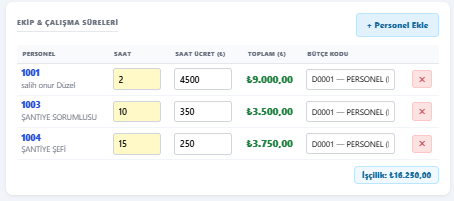 EKİP & ÇALIŞMA SÜRELERİ
+ Personel Ekle
PERSONEL SAAT SAAT ÜCRET (₺) TOPLAM (₺) BÜTÇE KODU
1001
salih onur Düzel
2 4500 ₺9.000,00 D0001 — PERSONEL (İ ✕
1003
ŞANTİYE SORUMLUSU
10 350 ₺3.500,00 D0001 — PERSONEL (İ ✕
1004
ŞANTİYE ŞEFİ
15 250 ₺3.750,00 D0001 — PERSONEL (İ ✕
İşçilik: ₺16.250,00